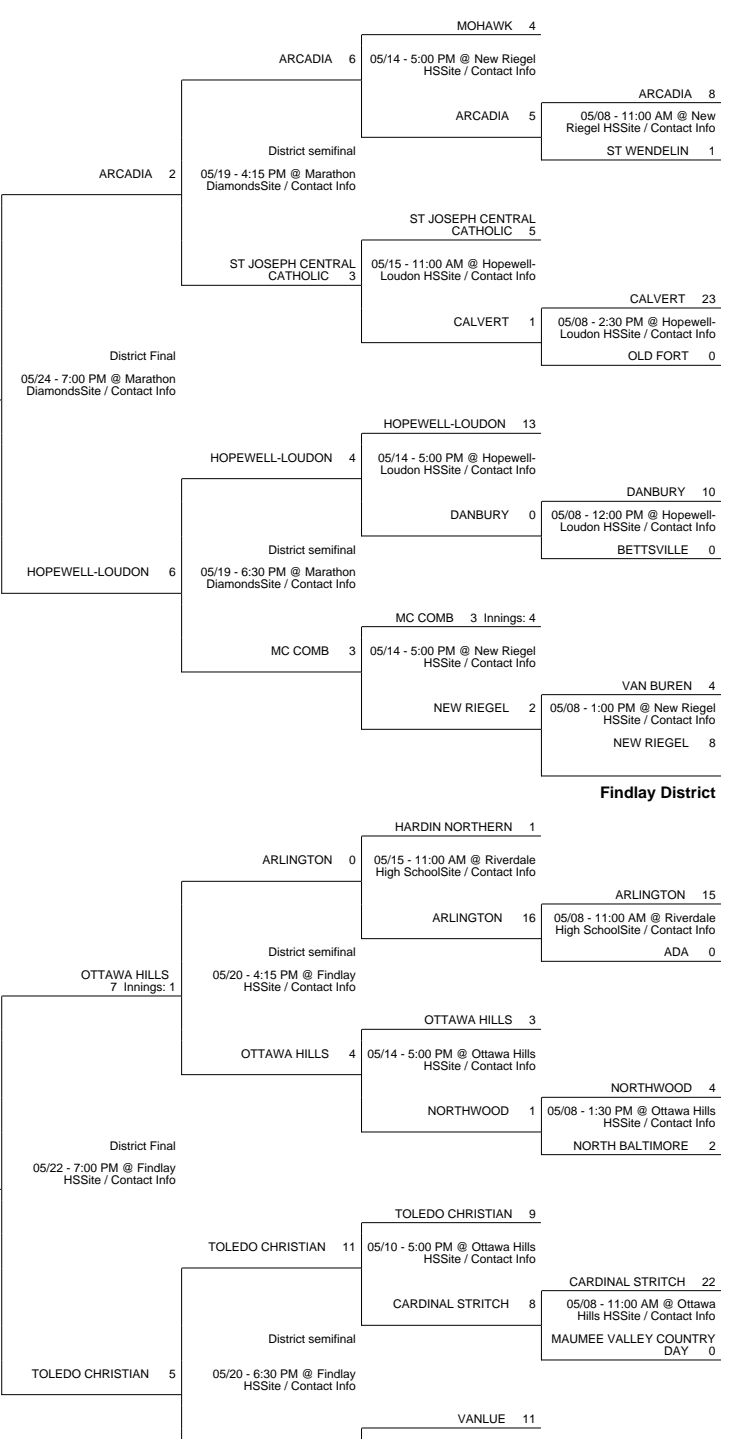 MOHAWK 4
ARCADIA 6
05/14 - 5:00 PM @ New Riegel
HSSite / Contact Info
ARCADIA 8
ARCADIA 5
05/08 - 11:00 AM @ New
Riegel HSSite / Contact Info
District semifinal
ST WENDELIN 1
ARCADIA 2
05/19 - 4:15 PM @ Marathon
DiamondsSite / Contact Info
ST JOSEPH CENTRAL
CATHOLIC 5
ST JOSEPH CENTRAL
CATHOLIC 3
05/15 - 11:00 AM @ Hopewell-
Loudon HSSite / Contact Info
CALVERT 23
CALVERT 1
05/08 - 2:30 PM @ Hopewell-
Loudon HSSite / Contact Info
District Final
OLD FORT 0
05/24 - 7:00 PM @ Marathon
DiamondsSite / Contact Info
HOPEWELL-LOUDON 13
HOPEWELL-LOUDON 4
05/14 - 5:00 PM @ Hopewell-
Loudon HSSite / Contact Info
DANBURY 10
DANBURY 0
05/08 - 12:00 PM @ Hopewell-
Loudon HSSite / Contact Info
District semifinal
BETTSVILLE 0
HOPEWELL-LOUDON 6
05/19 - 6:30 PM @ Marathon
DiamondsSite / Contact Info
MC COMB 3 Innings: 4
MC COMB 3
05/14 - 5:00 PM @ New Riegel
HSSite / Contact Info
VAN BUREN 4
NEW RIEGEL 2
05/08 - 1:00 PM @ New Riegel
HSSite / Contact Info
NEW RIEGEL 8
Findlay District
HARDIN NORTHERN 1
ARLINGTON 0
05/15 - 11:00 AM @ Riverdale
High SchoolSite / Contact Info
ARLINGTON 15
ARLINGTON 16
05/08 - 11:00 AM @ Riverdale
High SchoolSite / Contact Info
District semifinal
ADA 0
OTTAWA HILLS
7 Innings: 1
05/20 - 4:15 PM @ Findlay
HSSite / Contact Info
OTTAWA HILLS 3
OTTAWA HILLS 4
05/14 - 5:00 PM @ Ottawa Hills
HSSite / Contact Info
NORTHWOOD 4
NORTHWOOD 1
05/08 - 1:30 PM @ Ottawa Hills
HSSite / Contact Info
District Final
NORTH BALTIMORE 2
05/22 - 7:00 PM @ Findlay
HSSite / Contact Info
TOLEDO CHRISTIAN 9
TOLEDO CHRISTIAN 11
05/10 - 5:00 PM @ Ottawa Hills
HSSite / Contact Info
CARDINAL STRITCH 22
CARDINAL STRITCH 8
05/08 - 11:00 AM @ Ottawa
Hills HSSite / Contact Info
District semifinal
MAUMEE VALLEY COUNTRY
DAY 0
TOLEDO CHRISTIAN 5
05/20 - 6:30 PM @ Findlay
HSSite / Contact Info
VANLUE 11